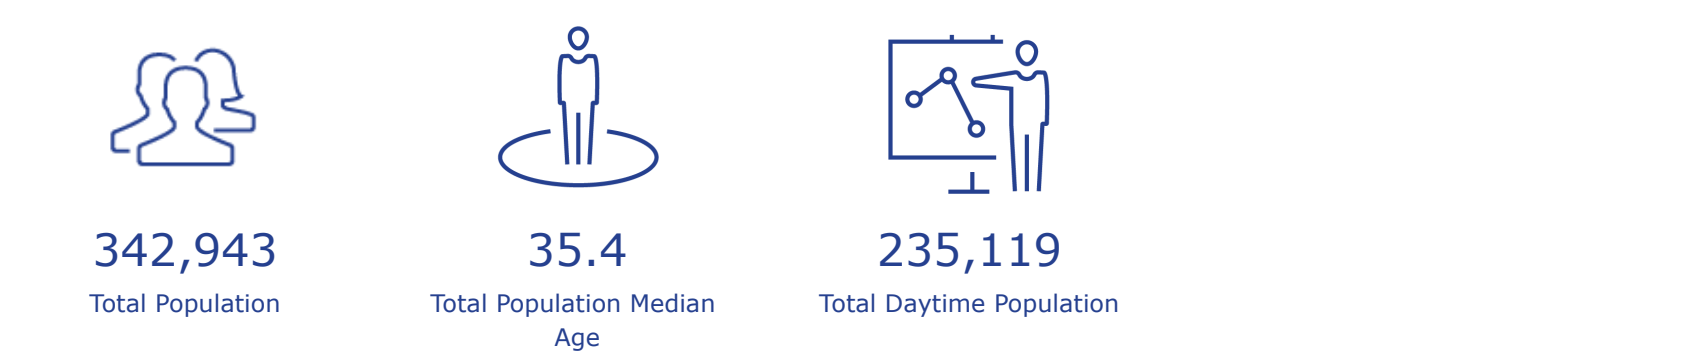 342,943
Total Population
35.4
Total Population Median
Age
235,119
Total Daytime Population